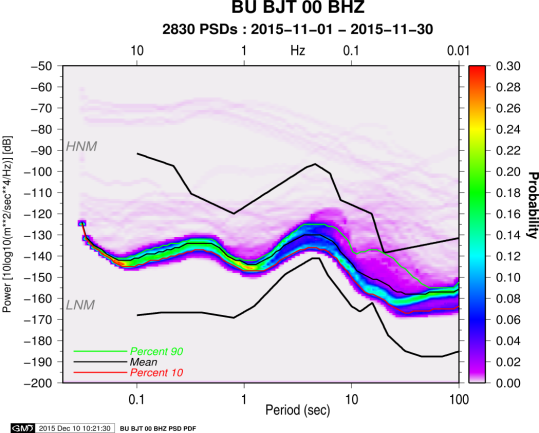 BU BJT 00 BHZ
2830 PSDs : 2015−11−01 − 2015−11−30
10 1 Hz 0.1 0.01
−50
−60
−70
−80
−90
−100
−110
−120
−130
−140
−150
−160
−170
−180
−190
−200
Power [10log10(m**2/sec**4/Hz)] [dB]
HNM
LNM
Percent 90
Mean
Percent 10
0.1 1 10 100
Period (sec)
0.30
0.28
0.26
0.24
0.22
0.20
0.18
0.16
0.14
0.12
0.10
0.08
0.06
0.04
0.02
0.00
Probability
GMD 2015 Dec 10 10:21:30 BU BJT 00 BHZ PSD PDF